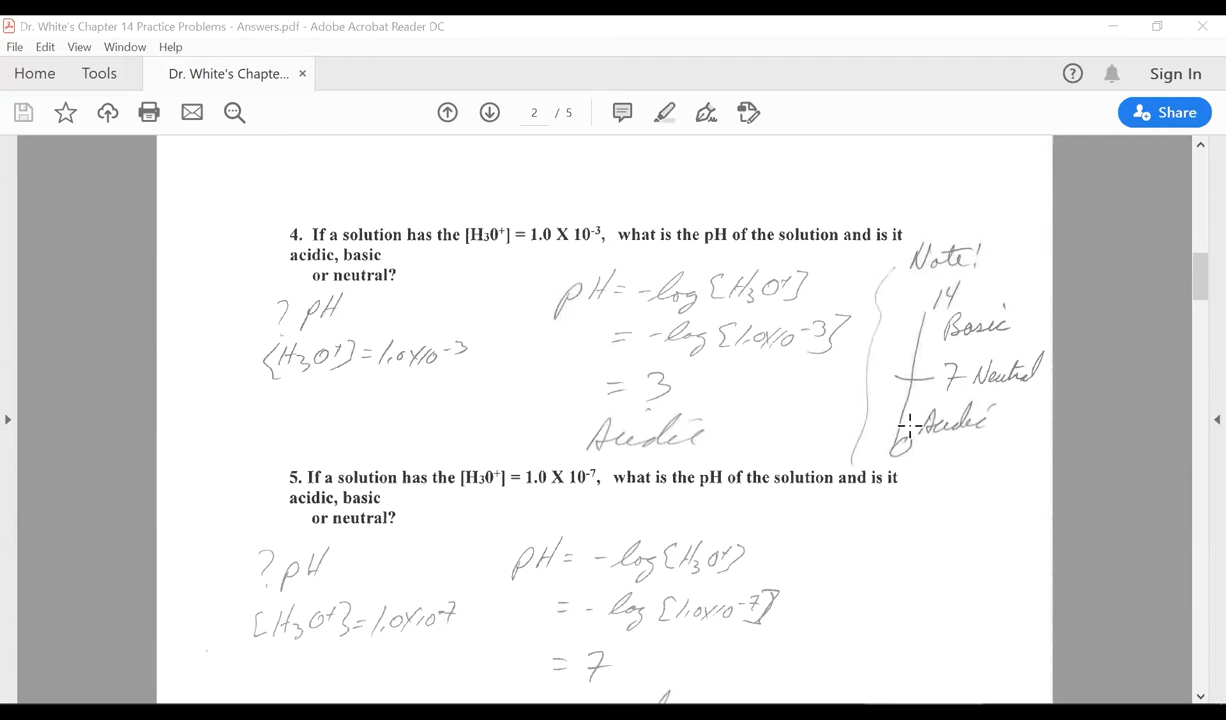 Dr. White's Chapter 14 Practice Problems - Answers.pdf - Adobe Acrobat Reader DC
File Edit View Window Help
Home Tools Dr. White's Chapte... × Sign In
2 / 5 Share
4. If a solution has the [H₃0⁺] = 1.0 X 10⁻³, what is the pH of the solution and is it
acidic, basic
or neutral?
? pH
[H₃O⁺] = 1.0x10⁻³
pH = -log [H₃O⁺]
= -log [1.0x10⁻³]
= 3
Acidic
Note!
14
Basic
7 Neutral
Acidic
0
5. If a solution has the [H₃0⁺] = 1.0 X 10⁻⁷, what is the pH of the solution and is it
acidic, basic
or neutral?
? pH
[H₃O⁺] = 1.0x10⁻⁷
pH = -log [H₃O⁺]
= -log [1.0x10⁻⁷]
= 7